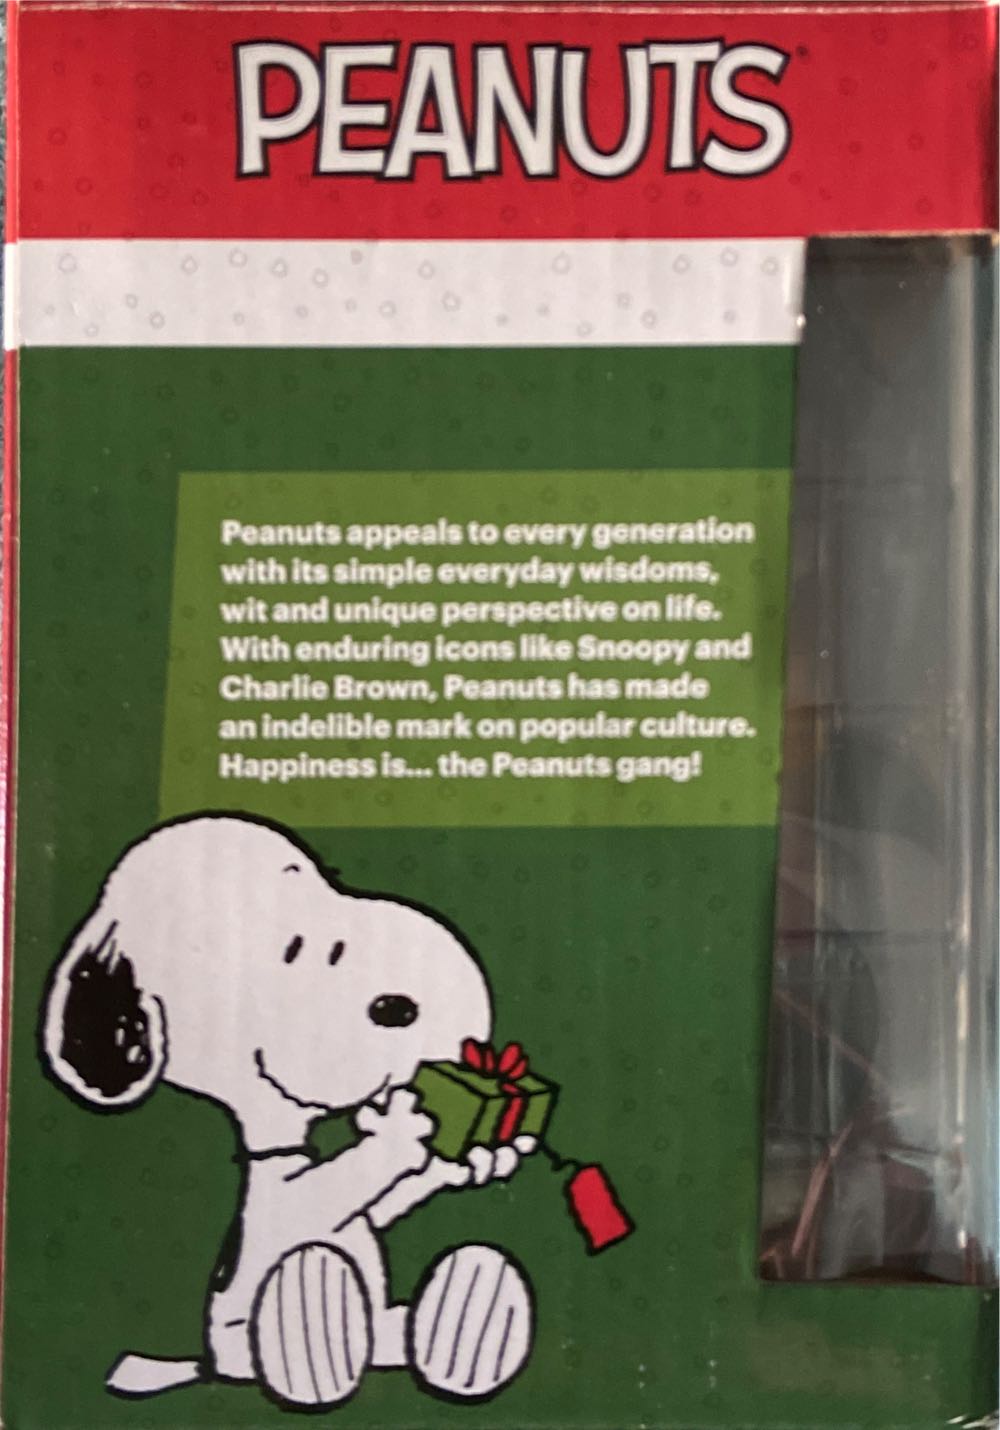 PEANUTS
Peanuts appeals to every generation
with its simple everyday wisdoms,
wit and unique perspective on life.
With enduring icons like Snoopy and
Charlie Brown, Peanuts has made
an indelible mark on popular culture.
Happiness is... the Peanuts gang!